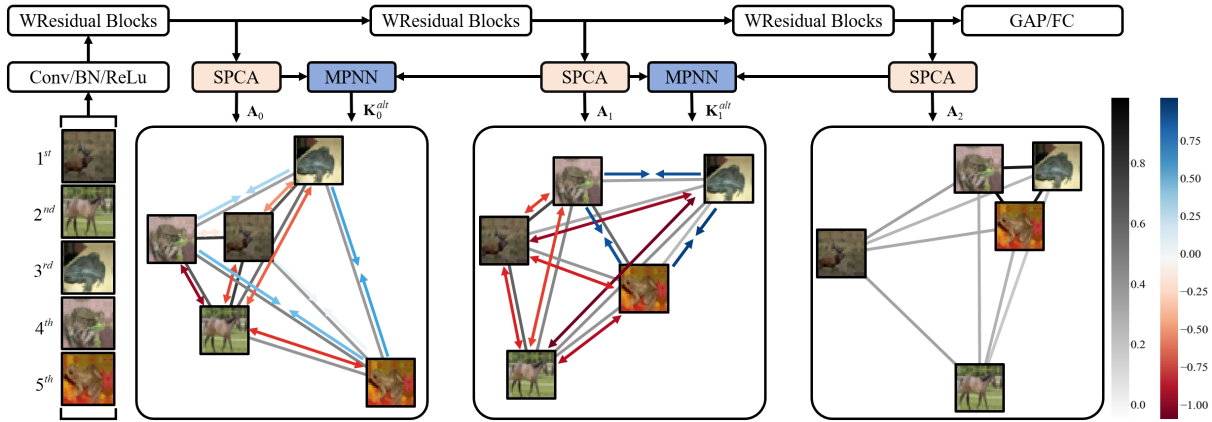 WResidual Blocks
WResidual Blocks
WResidual Blocks
GAP/FC
Conv/BN/ReLu
SPCA
MPNN
SPCA
MPNN
SPCA
A₀
K₀ᵃˡᵗ
A₁
K₁ᵃˡᵗ
A₂
1ˢᵗ
2ⁿᵈ
3ʳᵈ
4ᵗʰ
5ᵗʰ
0.8
0.6
0.4
0.2
0.0
0.75
0.50
0.25
0.00
−0.25
−0.50
−0.75
−1.00